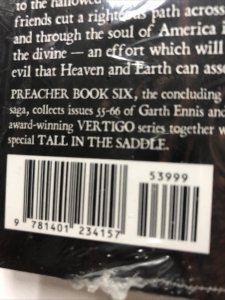 to the hallowed
friends cut a righteous path across
and through the soul of America i
the divine — an effort which will
evil that Heaven and Earth can ass
PREACHER BOOK SIX, the concluding
saga, collects issues 55-66 of Garth Ennis and
award-winning VERTIGO series together w
special TALL IN THE SADDLE.
53999
9 781401 234157